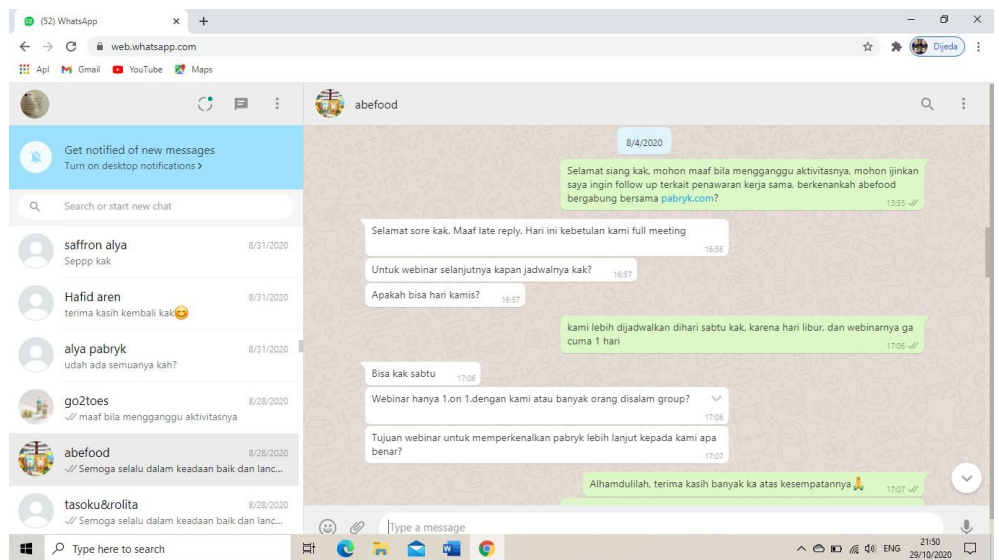 (52) WhatsApp
web.whatsapp.com
Dijeda
Apl
Gmail
YouTube
Maps
abefood
Get notified of new messages
Turn on desktop notifications >
Search or start new chat
saffron alya
8/31/2020
Seppp kak
Hafid aren
8/31/2020
terima kasih kembali kak😊
alya pabryk
8/31/2020
udah ada semuanya kah?
go2toes
8/28/2020
maaf bila mengganggu aktivitasnya
abefood
8/28/2020
Semoga selalu dalam keadaan baik dan lanc...
tasoku&rolita
8/28/2020
Semoga selalu dalam keadaan baik dan lanc...
8/4/2020
Selamat siang kak, mohon maaf bila mengganggu aktivitasnya, mohon ijinkan
saya ingin follow up terkait penawaran kerja sama, berkenankah abefood
bergabung bersama pabryk.com?
13:55
Selamat sore kak. Maaf late reply. Hari ini kebetulan kami full meeting
16:56
Untuk webinar selanjutnya kapan jadwalnya kak?
16:57
Apakah bisa hari kamis?
16:57
kami lebih dijadwalkan dihari sabtu kak, karena hari libur, dan webinarnya ga
cuma 1 hari
17:06
Bisa kak sabtu
17:06
Webinar hanya 1.on 1.dengan kami atau banyak orang disalam group?
17:06
Tujuan webinar untuk memperkenalkan pabryk lebih lanjut kepada kami apa
benar?
17:07
Alhamdulilah, terima kasih banyak ka atas kesempatannya🙏
17:07
Type a message
Type here to search
ENG
21:50
29/10/2020